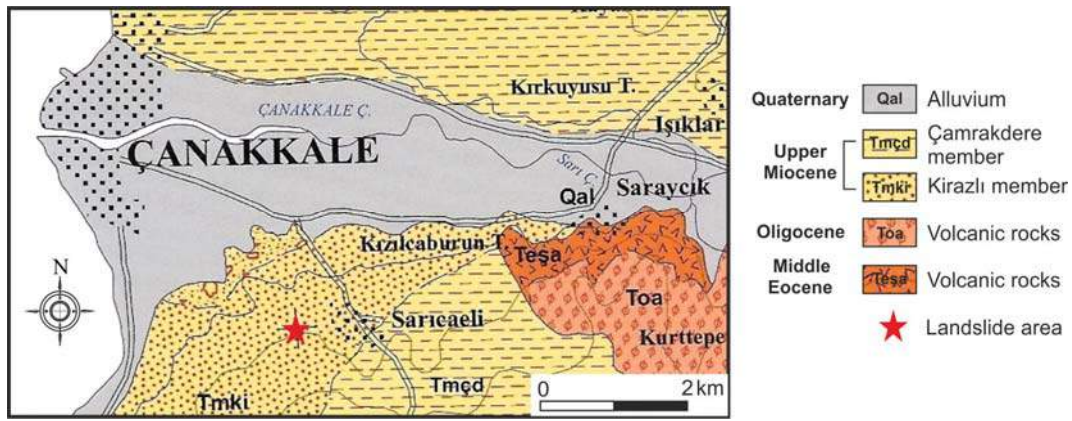 Kırkuyusu T.
ÇANAKKALE Ç.
Işıklar
ÇANAKKALE
Sarı Ç.
Qal
Saraycık
Kızılcaburun T.
Teşa
Toa
Sarıcaeli
Kurttepe
N
Tmçd
Tmki
0 2 km
Quaternary Qal Alluvium
Upper Miocene
Tmçd Çamrakdere member
Tmki Kirazlı member
Oligocene Toa Volcanic rocks
Middle Eocene
Teşa Volcanic rocks
Landslide area